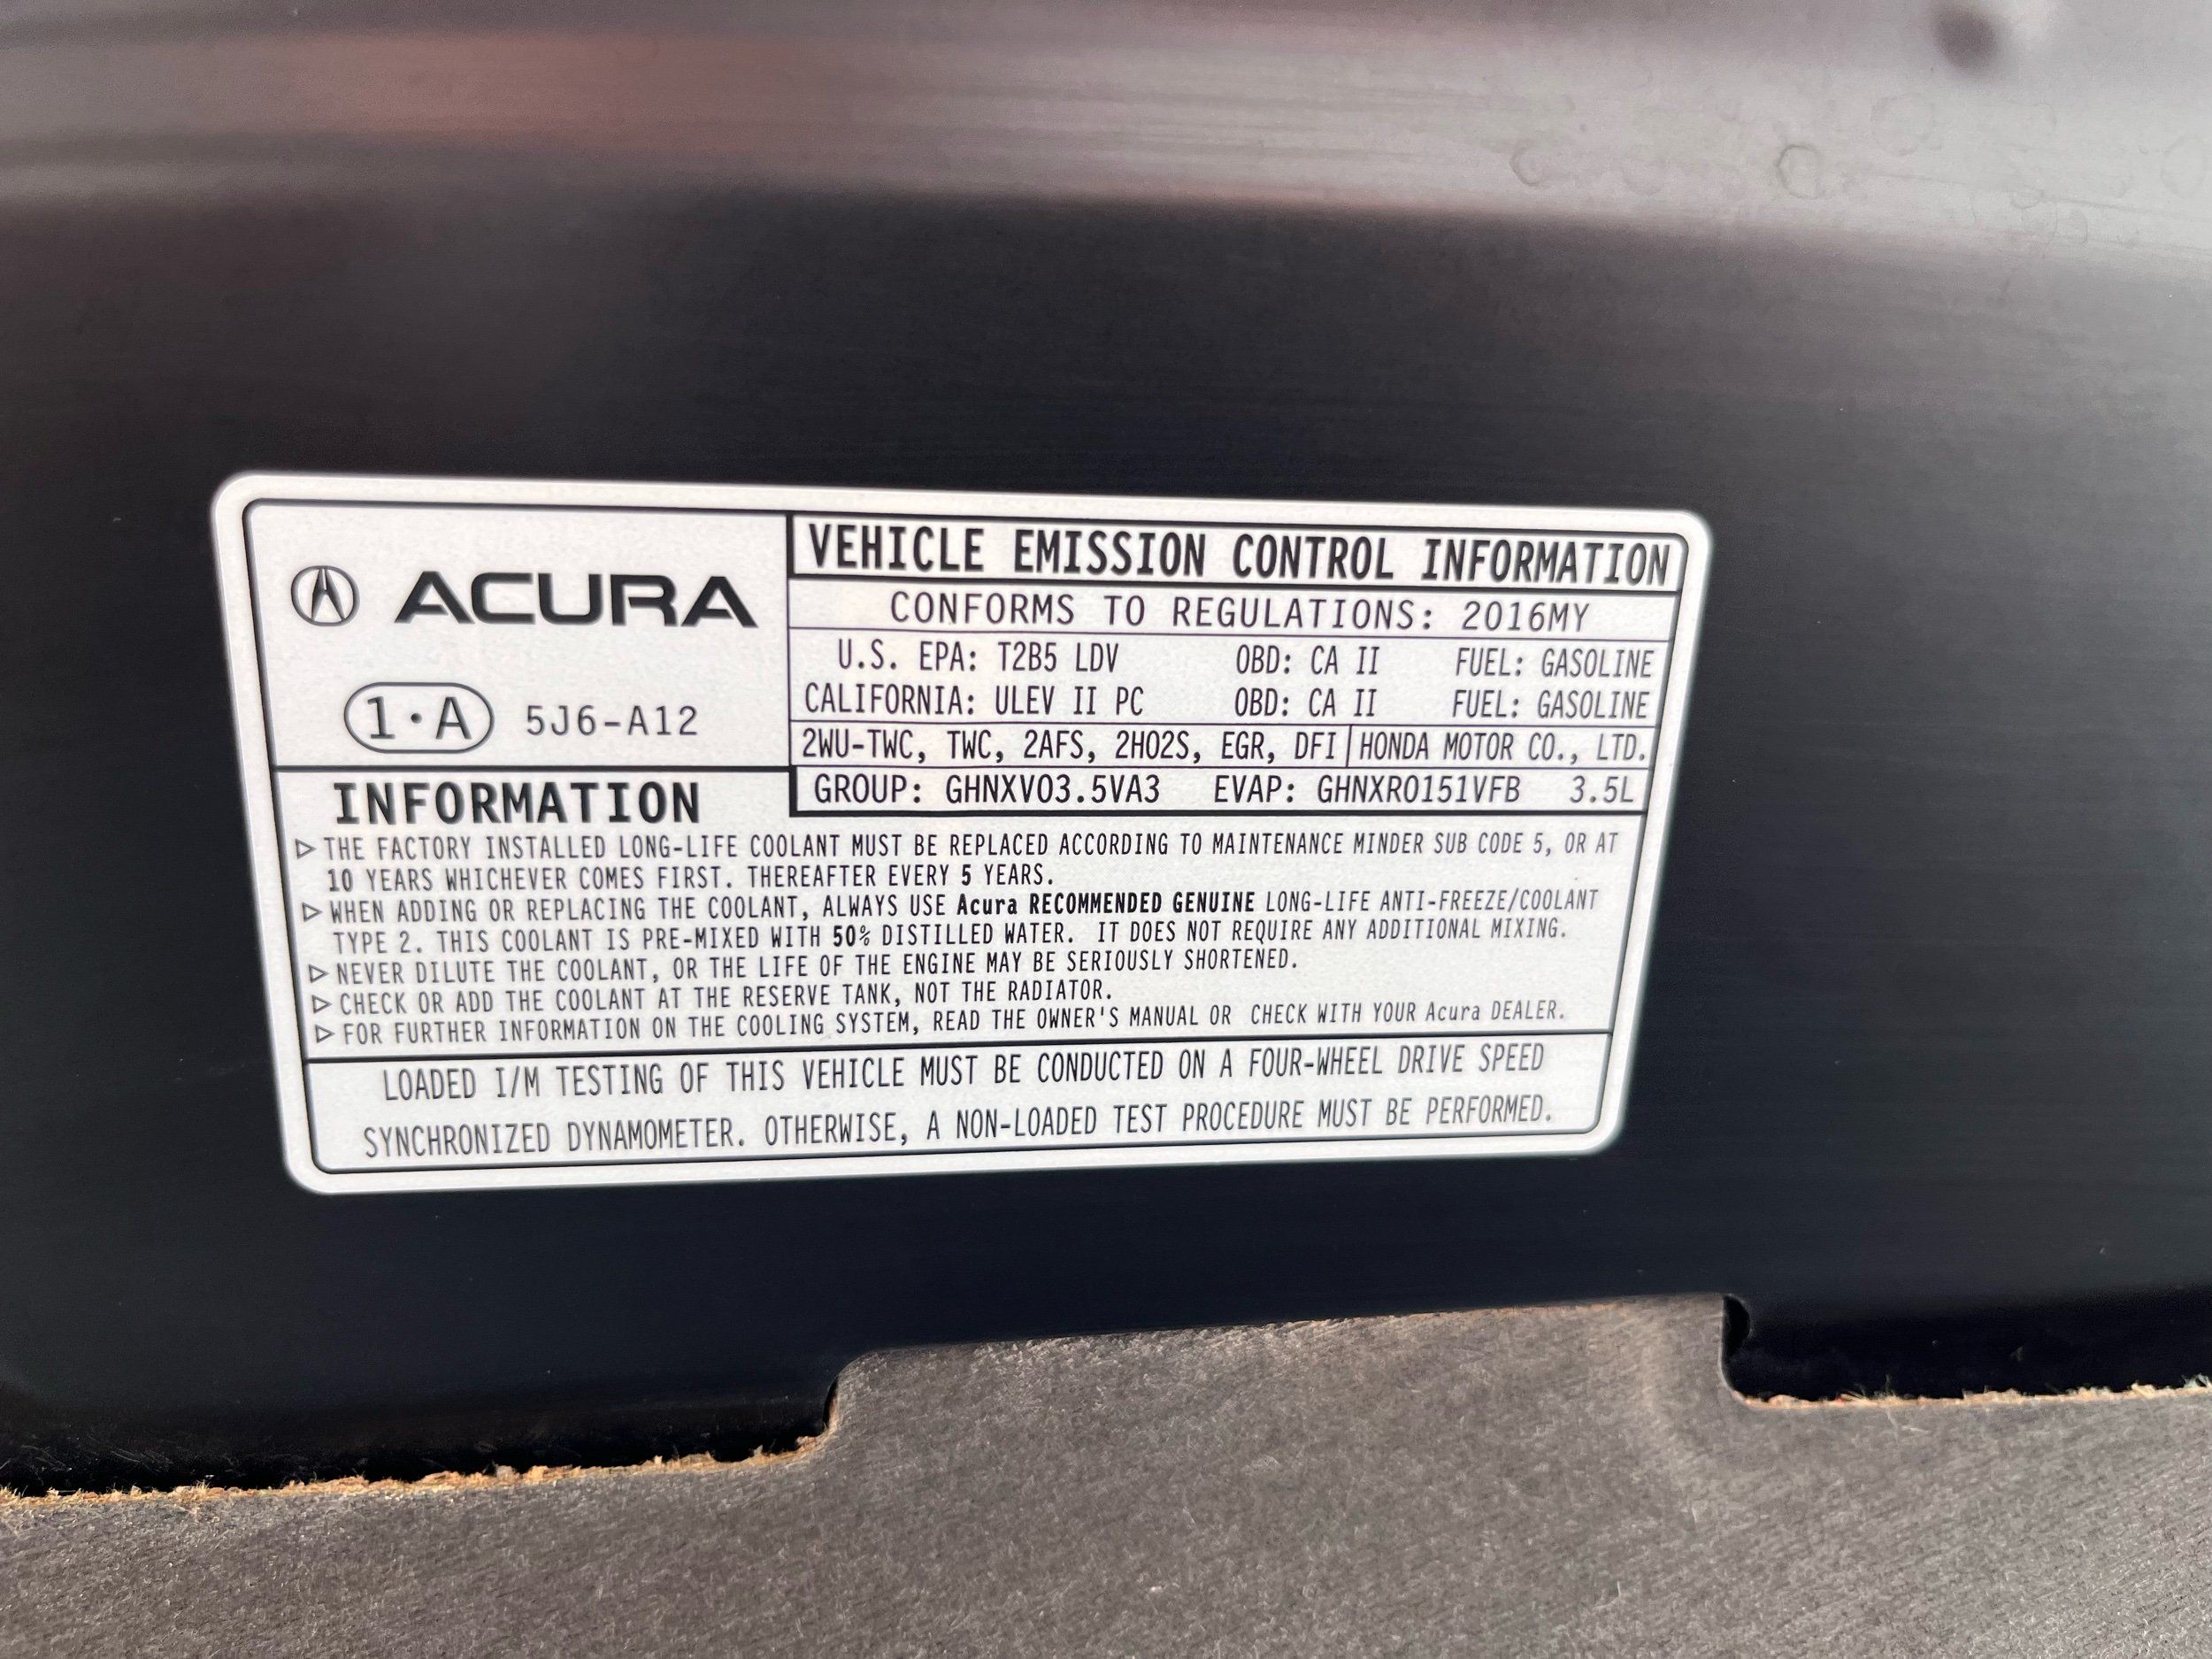 ACURA
1·A 5J6-A12
VEHICLE EMISSION CONTROL INFORMATION
CONFORMS TO REGULATIONS: 2016MY
U.S. EPA: T2B5 LDV OBD: CA II FUEL: GASOLINE
CALIFORNIA: ULEV II PC OBD: CA II FUEL: GASOLINE
2WU-TWC, TWC, 2AFS, 2HO2S, EGR, DFI HONDA MOTOR CO., LTD.
GROUP: GHNXV03.5VA3 EVAP: GHNXR0151VFB 3.5L
INFORMATION
▷ THE FACTORY INSTALLED LONG-LIFE COOLANT MUST BE REPLACED ACCORDING TO MAINTENANCE MINDER SUB CODE 5, OR AT
10 YEARS WHICHEVER COMES FIRST. THEREAFTER EVERY 5 YEARS.
▷ WHEN ADDING OR REPLACING THE COOLANT, ALWAYS USE Acura RECOMMENDED GENUINE LONG-LIFE ANTI-FREEZE/COOLANT
TYPE 2. THIS COOLANT IS PRE-MIXED WITH 50% DISTILLED WATER. IT DOES NOT REQUIRE ANY ADDITIONAL MIXING.
▷ NEVER DILUTE THE COOLANT, OR THE LIFE OF THE ENGINE MAY BE SERIOUSLY SHORTENED.
▷ CHECK OR ADD THE COOLANT AT THE RESERVE TANK, NOT THE RADIATOR.
▷ FOR FURTHER INFORMATION ON THE COOLING SYSTEM, READ THE OWNER'S MANUAL OR CHECK WITH YOUR Acura DEALER.
LOADED I/M TESTING OF THIS VEHICLE MUST BE CONDUCTED ON A FOUR-WHEEL DRIVE SPEED
SYNCHRONIZED DYNAMOMETER. OTHERWISE, A NON-LOADED TEST PROCEDURE MUST BE PERFORMED.